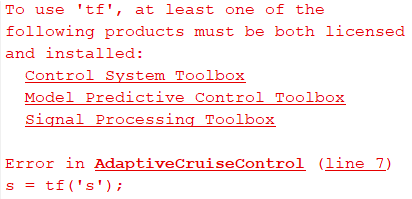 To use 'tf', at least one of the
following products must be both licensed
and installed:
Control System Toolbox
Model Predictive Control Toolbox
Signal Processing Toolbox
Error in AdaptiveCruiseControl (line 7)
s = tf('s');